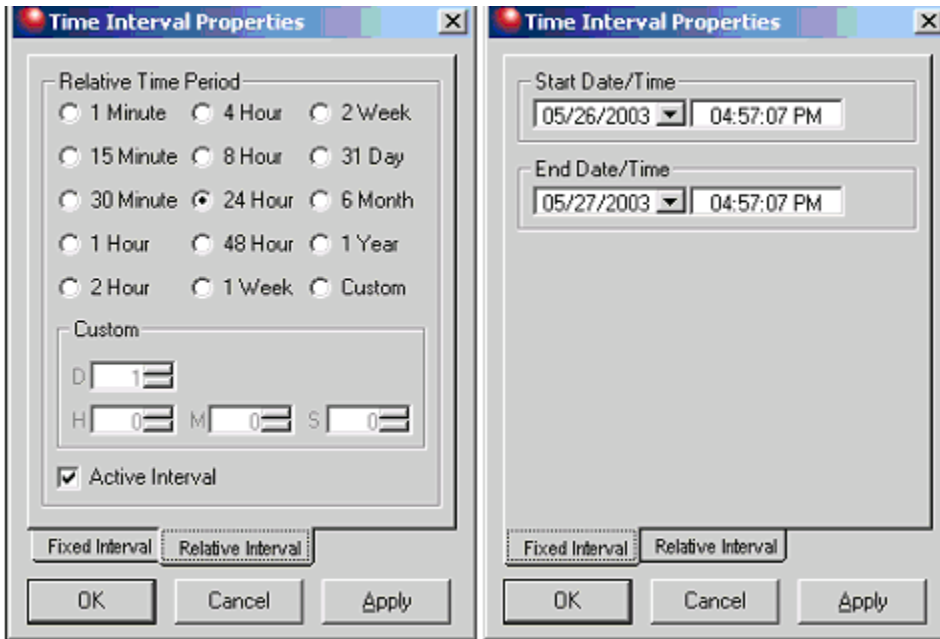 Time Interval Properties
Relative Time Period
1 Minute 4 Hour 2 Week
15 Minute 8 Hour 31 Day
30 Minute 24 Hour 6 Month
1 Hour 48 Hour 1 Year
2 Hour 1 Week Custom
Custom
D 1
H 0 M 0 S 0
Active Interval
Fixed Interval Relative Interval
OK Cancel Apply
Time Interval Properties
Start Date/Time
05/26/2003 04:57:07 PM
End Date/Time
05/27/2003 04:57:07 PM
Fixed Interval Relative Interval
OK Cancel Apply